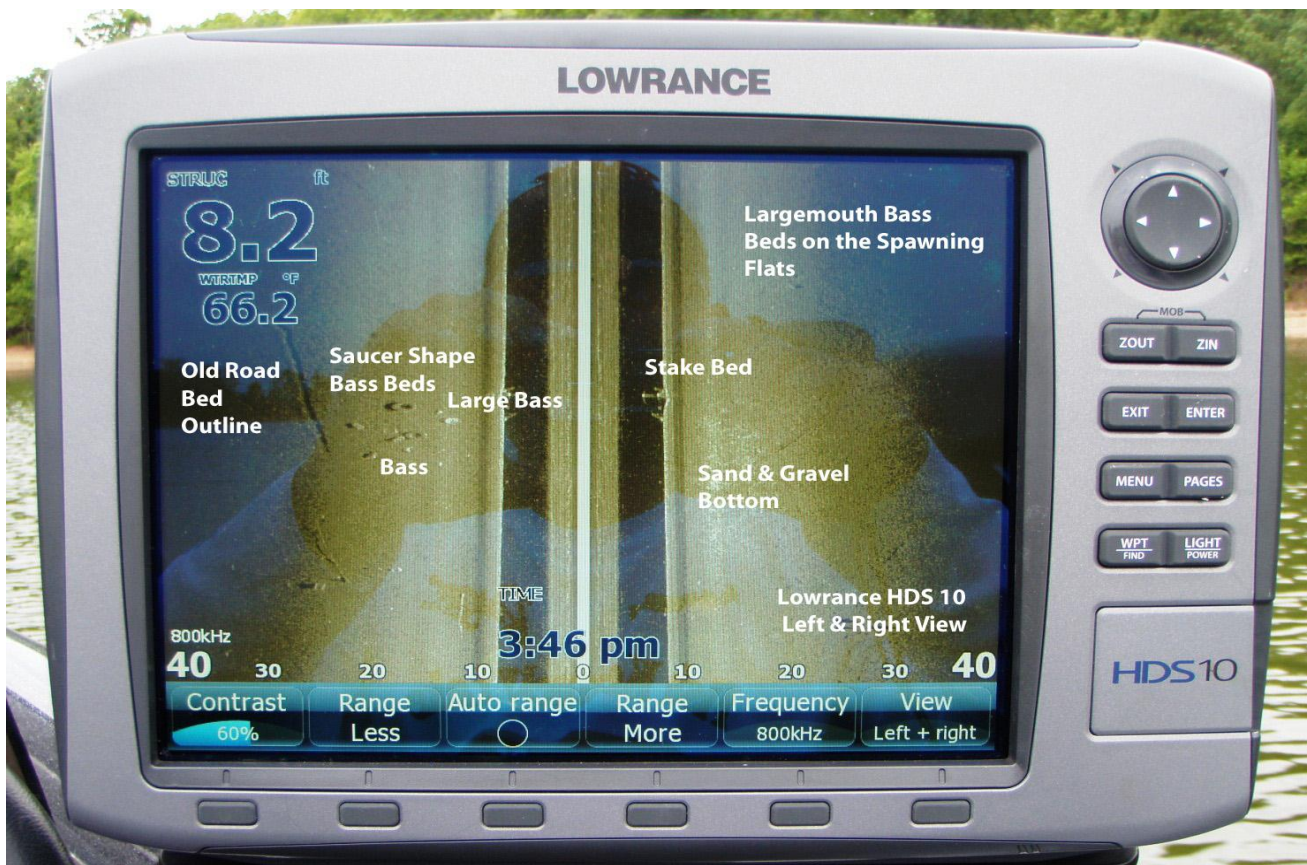 LOWRANCE
STRUC ft
8.2
WTRTMP °F
66.2
Largemouth Bass
Beds on the Spawning
Flats
Old Road
Bed
Outline
Saucer Shape
Bass Beds
Large Bass
Stake Bed
Bass
Sand & Gravel
Bottom
TIME
3:46 pm
Lowrance HDS 10
Left & Right View
800kHz
40 30 20 10 0 10 20 30 40
Contrast Range Auto range Range Frequency View
60% Less More 800kHz Left + right
MOB
ZOUT ZIN
EXIT ENTER
MENU PAGES
WPT LIGHT
FIND POWER
HDS10